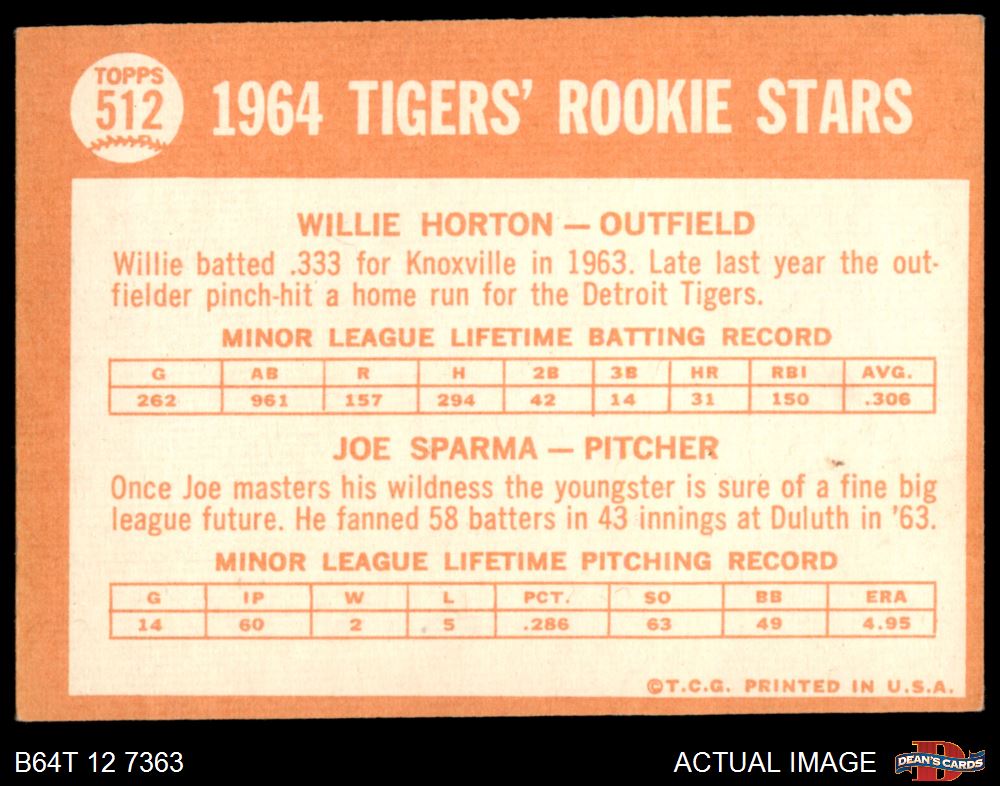 TOPPS
512
1964 TIGERS' ROOKIE STARS
WILLIE HORTON — OUTFIELD
Willie batted .333 for Knoxville in 1963. Late last year the out-
fielder pinch-hit a home run for the Detroit Tigers.
MINOR LEAGUE LIFETIME BATTING RECORD
G AB R H 2B 3B HR RBI AVG.
262 961 157 294 42 14 31 150 .306
JOE SPARMA — PITCHER
Once Joe masters his wildness the youngster is sure of a fine big
league future. He fanned 58 batters in 43 innings at Duluth in '63.
MINOR LEAGUE LIFETIME PITCHING RECORD
G IP W L PCT. SO BB ERA
14 60 2 5 .286 63 49 4.95
©T.C.G. PRINTED IN U.S.A.
B64T 12 7363
ACTUAL IMAGE
D
DEAN'S CARDS